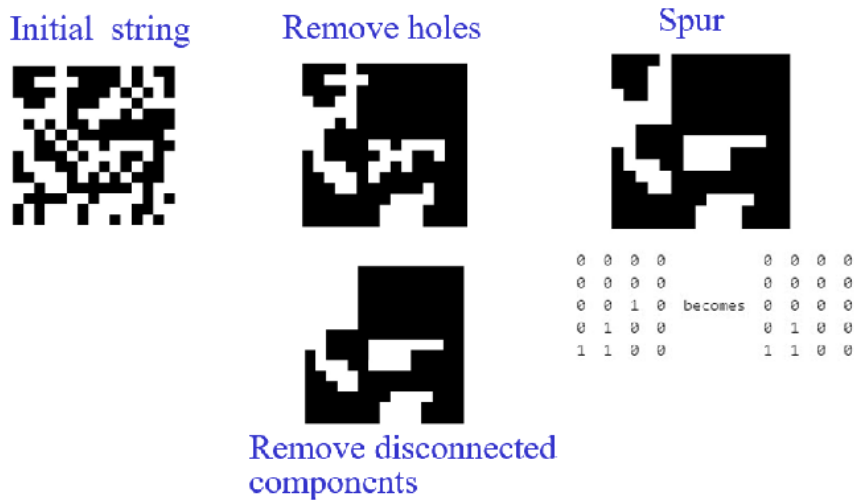 Initial string
Remove holes
Spur
0 0 0 0 0 0 0 0
0 0 0 0 0 0 0 0
0 0 1 0 becomes 0 0 0 0
0 1 0 0 0 1 0 0
1 1 0 0 1 1 0 0
Remove disconnected
components